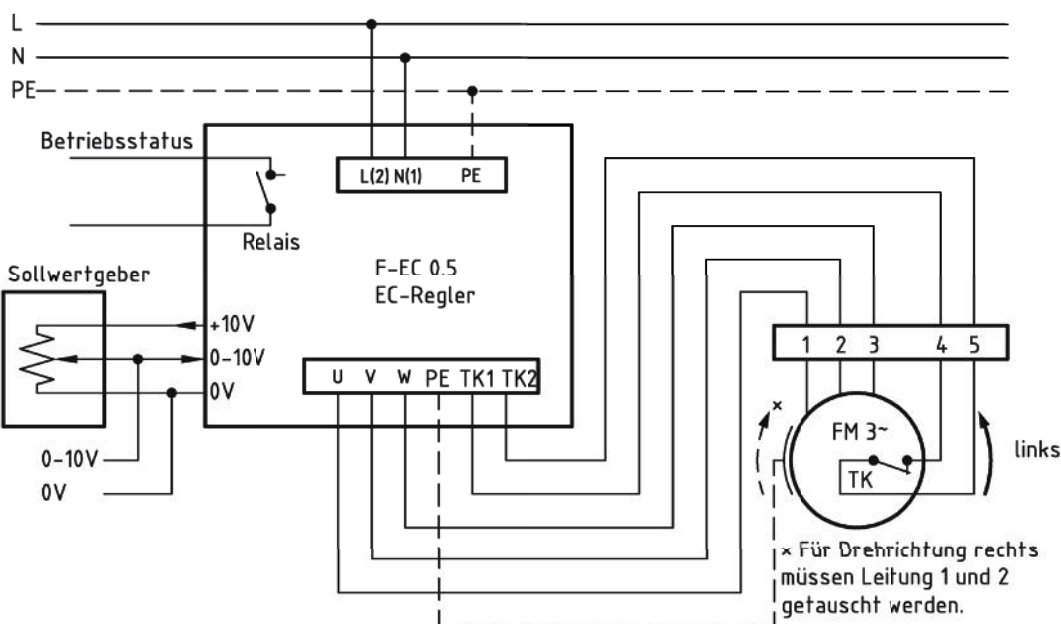 L
N
PE
Betriebsstatus
L(2) N(1) PE
Relais
F-EC 0.5
EC-Regler
Sollwertgeber
+10V
0-10V
0V
U V W PE TK1 TK2
0-10V
0V
1 2 3 4 5
×
FM 3~
TK
links
× Für Drehrichtung rechts
müssen Leitung 1 und 2
getauscht werden.